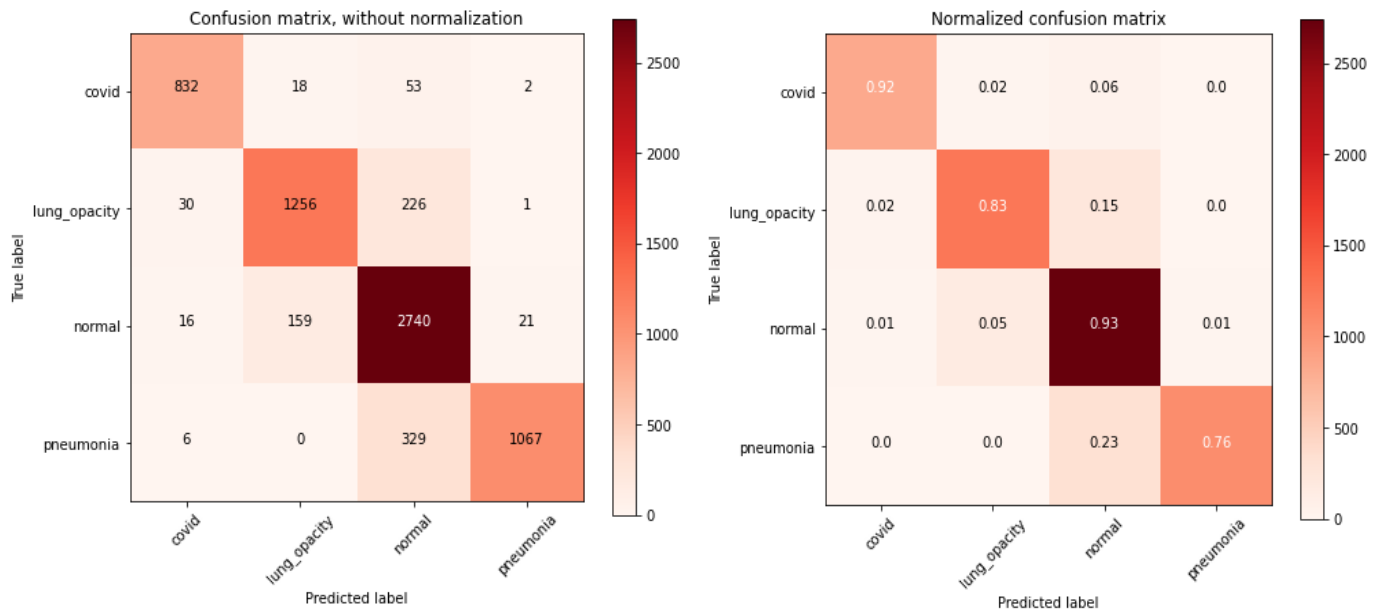 Confusion matrix, without normalization
covid 832 18 53 2
lung_opacity 30 1256 226 1
normal 16 159 2740 21
pneumonia 6 0 329 1067
covid lung_opacity normal pneumonia
True label
Predicted label
2500
2000
1500
1000
500
0
Normalized confusion matrix
covid 0.92 0.02 0.06 0.0
lung_opacity 0.02 0.83 0.15 0.0
normal 0.01 0.05 0.93 0.01
pneumonia 0.0 0.0 0.23 0.76
covid lung_opacity normal pneumonia
True label
Predicted label
2500
2000
1500
1000
500
0